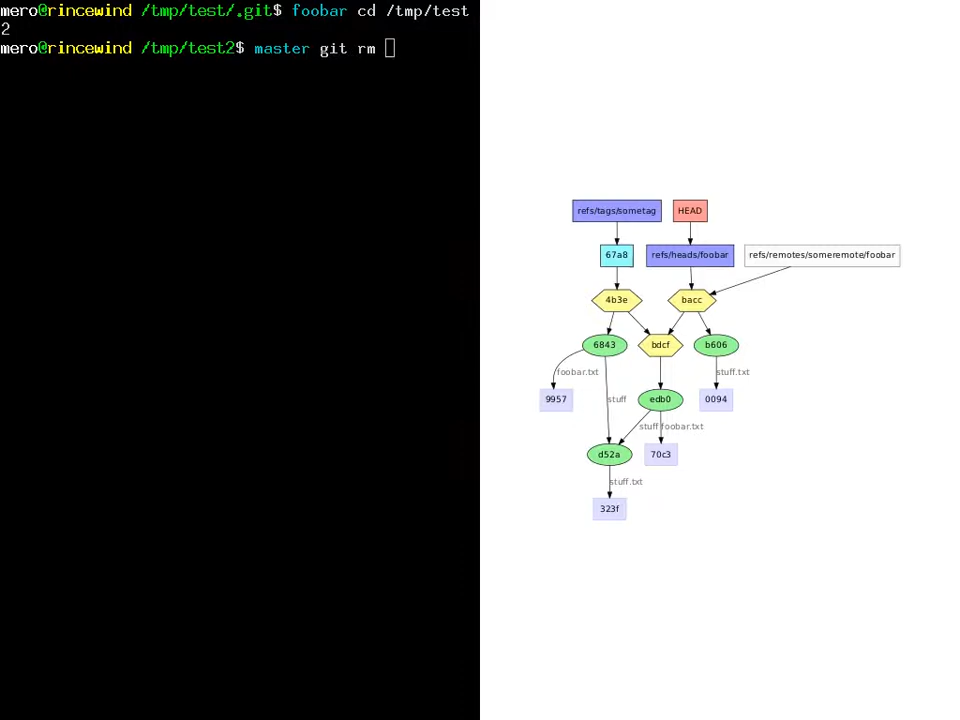 mero@rincewind /tmp/test/.git$ foobar cd /tmp/test
2
mero@rincewind /tmp/test2$ master git rm
refs/tags/sometag HEAD
67a8 refs/heads/foobar refs/remotes/someremote/foobar
4b3e bacc
6843 bdcf b606
foobar.txt stuff.txt
9957 stuff edb0 0094
stuff foobar.txt
d52a 70c3
stuff.txt
323f